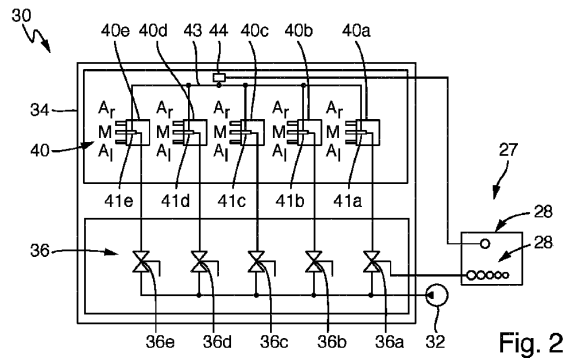 30
40e 40d 43 44 40c 40b 40a
34
Ar Ar Ar Ar Ar
M M M M M
40
Al Al Al Al Al
27
41e 41d 41c 41b 41a
28
36
28
36e 36d 36c 36b 36a
32
Fig. 2